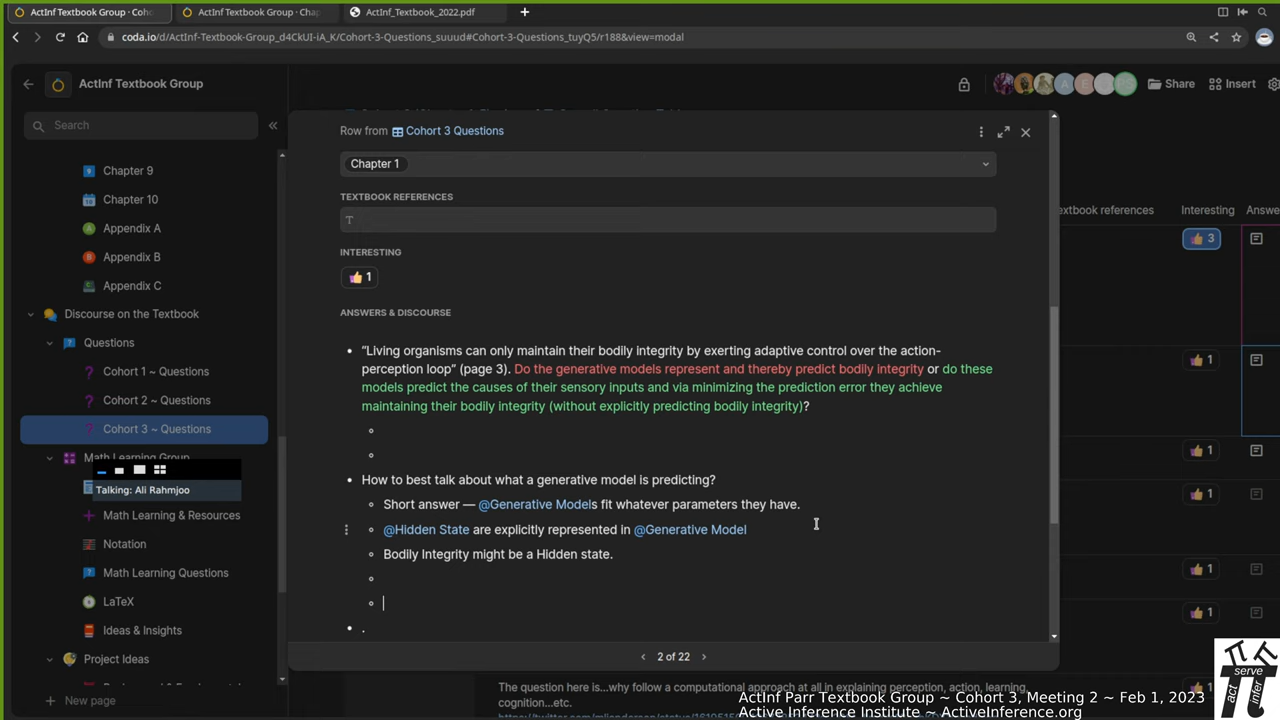 ActInf Textbook Group · Coho
ActInf Textbook Group · Chap
ActInf_Textbook_2022.pdf
coda.io/d/ActInf-Textbook-Group_d4CkUI-iA_K/Cohort-3-Questions_suuud#Cohort-3-Questions_tuyQ5/r188&view=modal
ActInf Textbook Group
Share
Insert
Search
Chapter 9
Chapter 10
Appendix A
Appendix B
Appendix C
Discourse on the Textbook
Questions
Cohort 1 ~ Questions
Cohort 2 ~ Questions
Cohort 3 ~ Questions
Math Learning Group
Talking: Ali Rahmjoo
Math Learning & Resources
Notation
Math Learning Questions
LaTeX
Ideas & Insights
Project Ideas
New page
Row from Cohort 3 Questions
Chapter 1
TEXTBOOK REFERENCES
INTERESTING
1
ANSWERS & DISCOURSE
"Living organisms can only maintain their bodily integrity by exerting adaptive control over the action-
perception loop" (page 3). Do the generative models represent and thereby predict bodily integrity or do these
models predict the causes of their sensory inputs and via minimizing the prediction error they achieve
maintaining their bodily integrity (without explicitly predicting bodily integrity)?
How to best talk about what a generative model is predicting?
Short answer — @Generative Models fit whatever parameters they have.
@Hidden State are explicitly represented in @Generative Model
Bodily Integrity might be a Hidden state.
.
2 of 22
extbook references
Interesting
Answe
3
1
1
1
1
1
The question here is...why follow a computational approach at all in explaining perception, action, learning,
cognition...etc.
serve
act
infer
ActInf Parr Textbook Group ~ Cohort 3, Meeting 2 ~ Feb 1, 2023
Active Inference Institute ~ ActiveInference.org